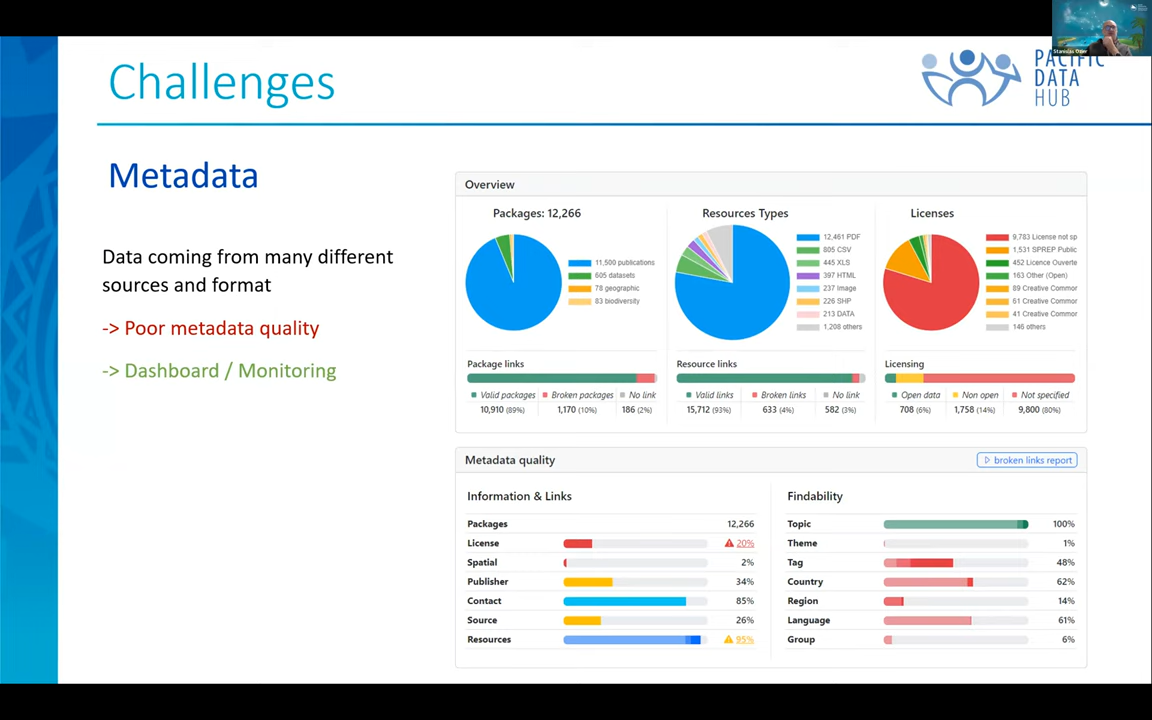 Challenges
PACIFIC
DATA
HUB
Stanislas Ozier
Metadata
Data coming from many different
sources and format
-> Poor metadata quality
-> Dashboard / Monitoring
Overview
Packages: 12,266
11,500 publications
605 datasets
78 geographic
83 biodiversity
Resources Types
12,461 PDF
805 CSV
445 XLS
397 HTML
237 Image
226 SHP
213 DATA
1,208 others
Licenses
9,783 License not sp
1,531 SPREP Public
452 Licence Ouverte
163 Other (Open)
89 Creative Commor
61 Creative Commor
41 Creative Commor
146 others
Package links
Valid packages Broken packages No link
10,910 (89%) 1,170 (10%) 186 (2%)
Resource links
Valid links Broken links No link
15,712 (93%) 633 (4%) 582 (3%)
Licensing
Open data Non open Not specified
708 (6%) 1,758 (14%) 9,800 (80%)
Metadata quality
broken links report
Information & Links
Packages 12,266
License 20%
Spatial 2%
Publisher 34%
Contact 85%
Source 26%
Resources 95%
Findability
Topic 100%
Theme 1%
Tag 48%
Country 62%
Region 14%
Language 61%
Group 6%